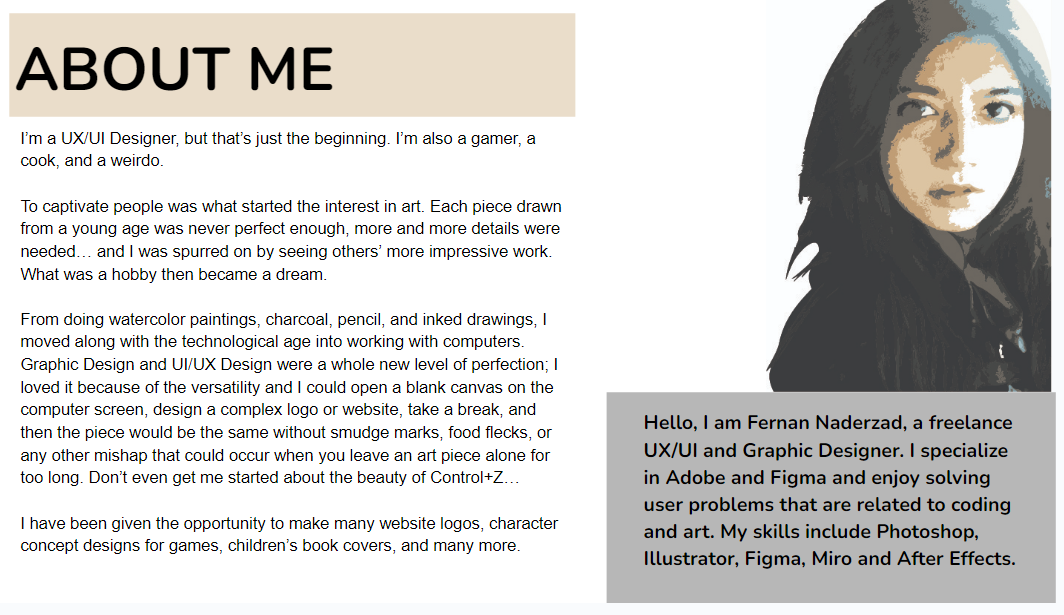 ABOUT ME
I’m a UX/UI Designer, but that’s just the beginning. I’m also a gamer, a
cook, and a weirdo.
To captivate people was what started the interest in art. Each piece drawn
from a young age was never perfect enough, more and more details were
needed… and I was spurred on by seeing others’ more impressive work.
What was a hobby then became a dream.
From doing watercolor paintings, charcoal, pencil, and inked drawings, I
moved along with the technological age into working with computers.
Graphic Design and UI/UX Design were a whole new level of perfection; I
loved it because of the versatility and I could open a blank canvas on the
computer screen, design a complex logo or website, take a break, and
then the piece would be the same without smudge marks, food flecks, or
any other mishap that could occur when you leave an art piece alone for
too long. Don’t even get me started about the beauty of Control+Z…
I have been given the opportunity to make many website logos, character
concept designs for games, children’s book covers, and many more.
Hello, I am Fernan Naderzad, a freelance
UX/UI and Graphic Designer. I specialize
in Adobe and Figma and enjoy solving
user problems that are related to coding
and art. My skills include Photoshop,
Illustrator, Figma, Miro and After Effects.